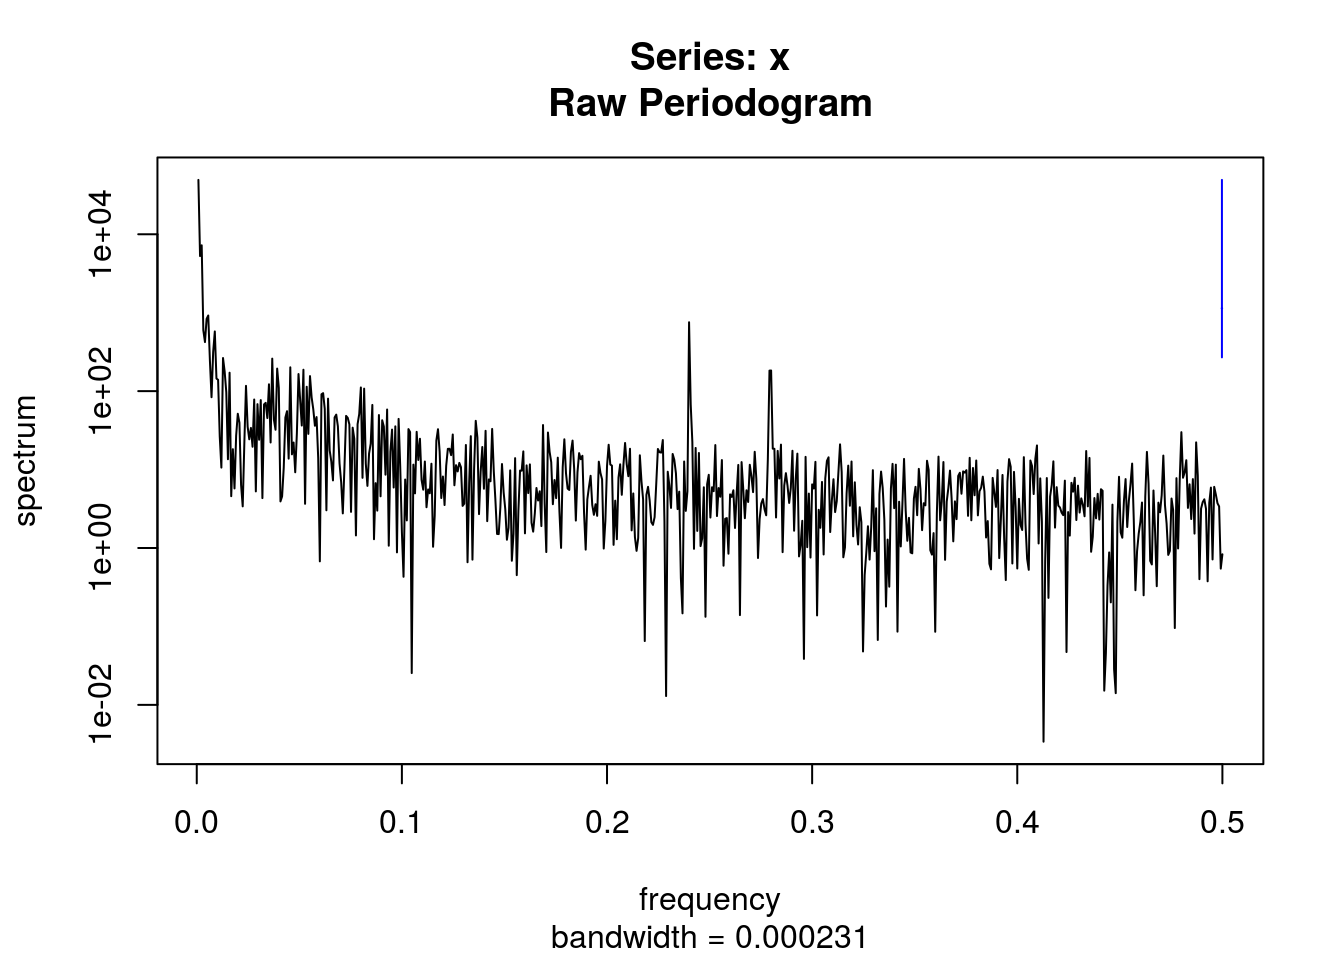 Series: x
Raw Periodogram
spectrum
1e+04
1e+02
1e+00
1e-02
0.0 0.1 0.2 0.3 0.4 0.5
frequency
bandwidth = 0.000231